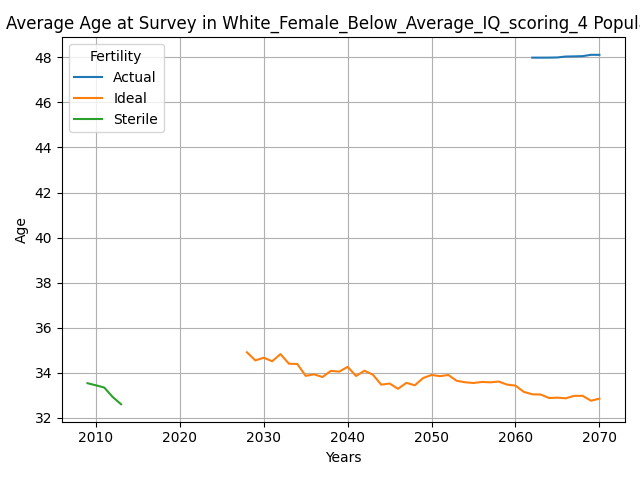 Average Age at Survey in White_Female_Below_Average_IQ_scoring_4 Popul
Fertility
Actual
Ideal
Sterile
48
46
44
42
40
38
36
34
32
Age
2010 2020 2030 2040 2050 2060 2070
Years